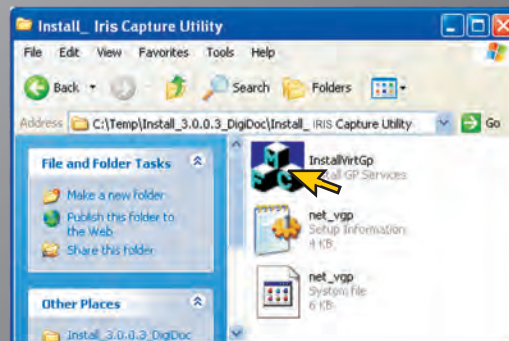 Install_ Iris Capture Utility
File Edit View Favorites Tools Help
Back Search Folders
Address C:\Temp\Install_3.0.0.3_DigiDoc\Install_ IRIS Capture Utility Go
File and Folder Tasks
Make a new folder
Publish this folder to
the Web
Share this folder
Other Places
Install_3.0.0.3_DigiDoc
InstallVirtGp
Install GP Services
net_vgp
Setup Information
4 KB
net_vgp
System file
6 KB